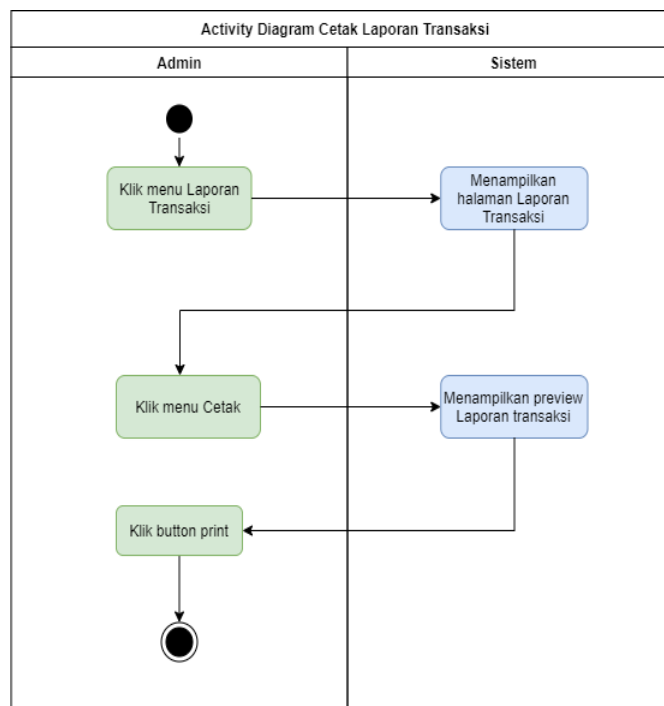 Activity Diagram Cetak Laporan Transaksi
Admin
Sistem
Klik menu Laporan
Transaksi
Menampilkan
halaman Laporan
Transaksi
Klik menu Cetak
Menampilkan preview
Laporan transaksi
Klik button print